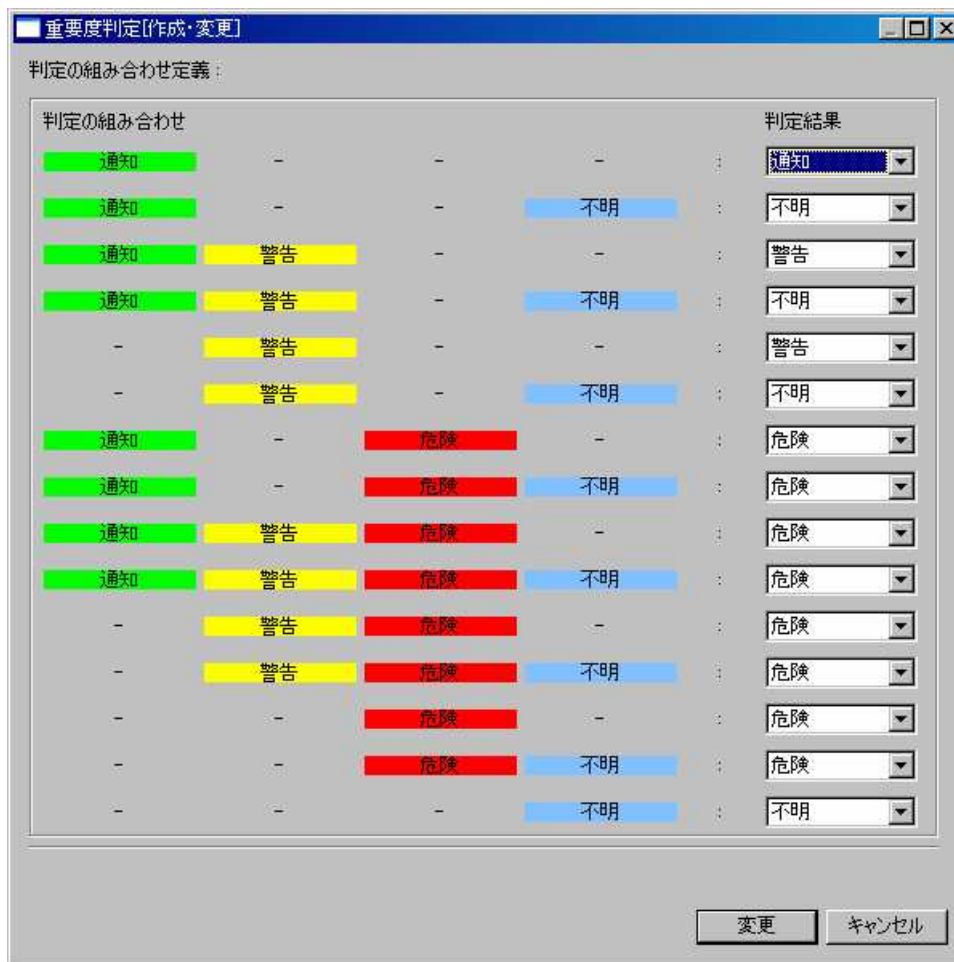 重要度判定[作成・変更]
判定の組み合わせ定義:
判定の組み合わせ 判定結果
通知 - - - : 通知
通知 - - 不明 : 不明
通知 警告 - - : 警告
通知 警告 - 不明 : 不明
- 警告 - - : 警告
- 警告 - 不明 : 不明
通知 - 危険 - : 危険
通知 - 危険 不明 : 危険
通知 警告 危険 - : 危険
通知 警告 危険 不明 : 危険
- 警告 危険 - : 危険
- 警告 危険 不明 : 危険
- - 危険 - : 危険
- - 危険 不明 : 危険
- - - 不明 : 不明
変更 キャンセル